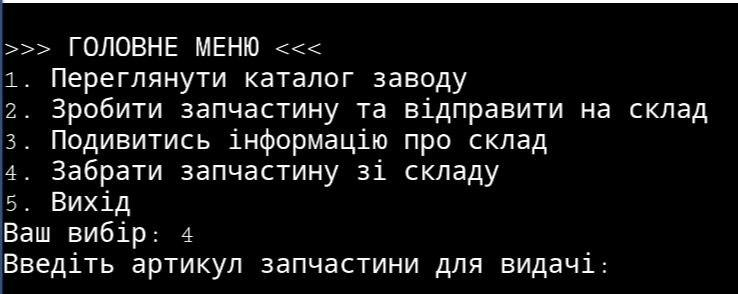 >>> ГОЛОВНЕ МЕНЮ <<<
1. Переглянути каталог заводу
2. Зробити запчастину та відправити на склад
3. Подивитись інформацію про склад
4. Забрати запчастину зі складу
5. Вихід
Ваш вибір: 4
Введіть артикул запчастини для видачі: